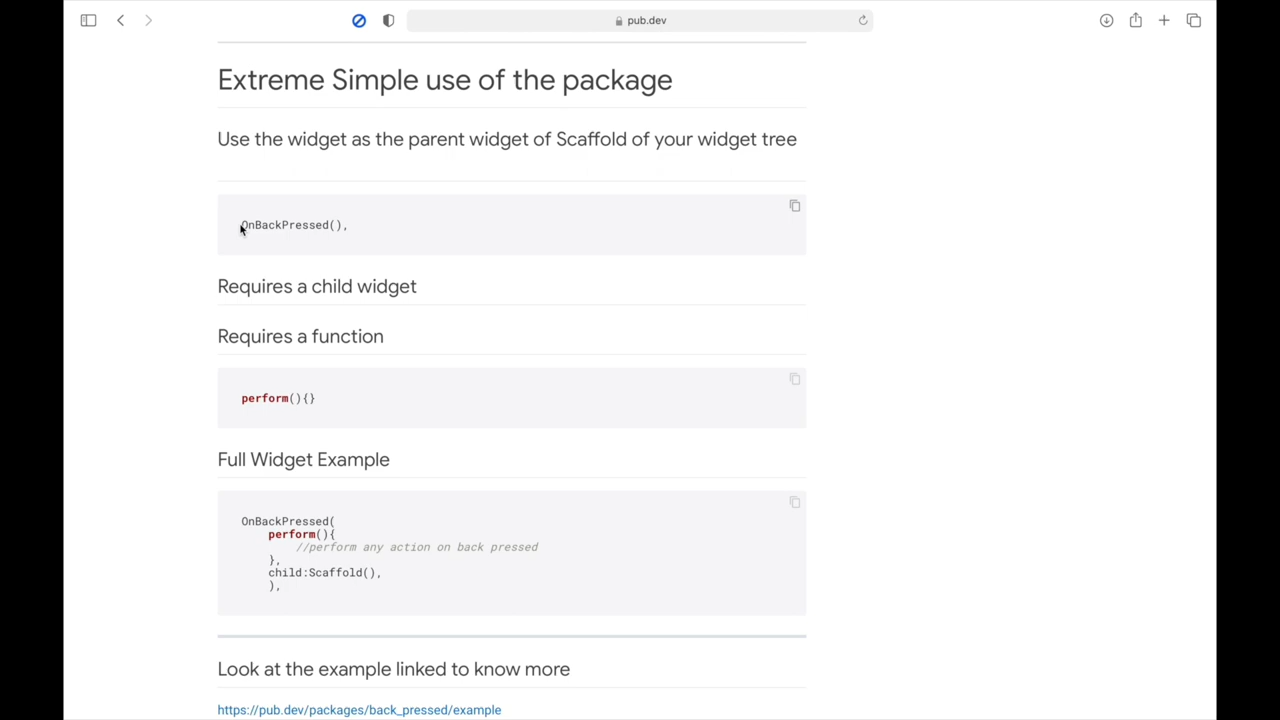 pub.dev
Extreme Simple use of the package
Use the widget as the parent widget of Scaffold of your widget tree
OnBackPressed(),
Requires a child widget
Requires a function
perform(){}
Full Widget Example
OnBackPressed(
    perform(){
        //perform any action on back pressed
    },
    child:Scaffold(),
    ),
Look at the example linked to know more
https://pub.dev/packages/back_pressed/example